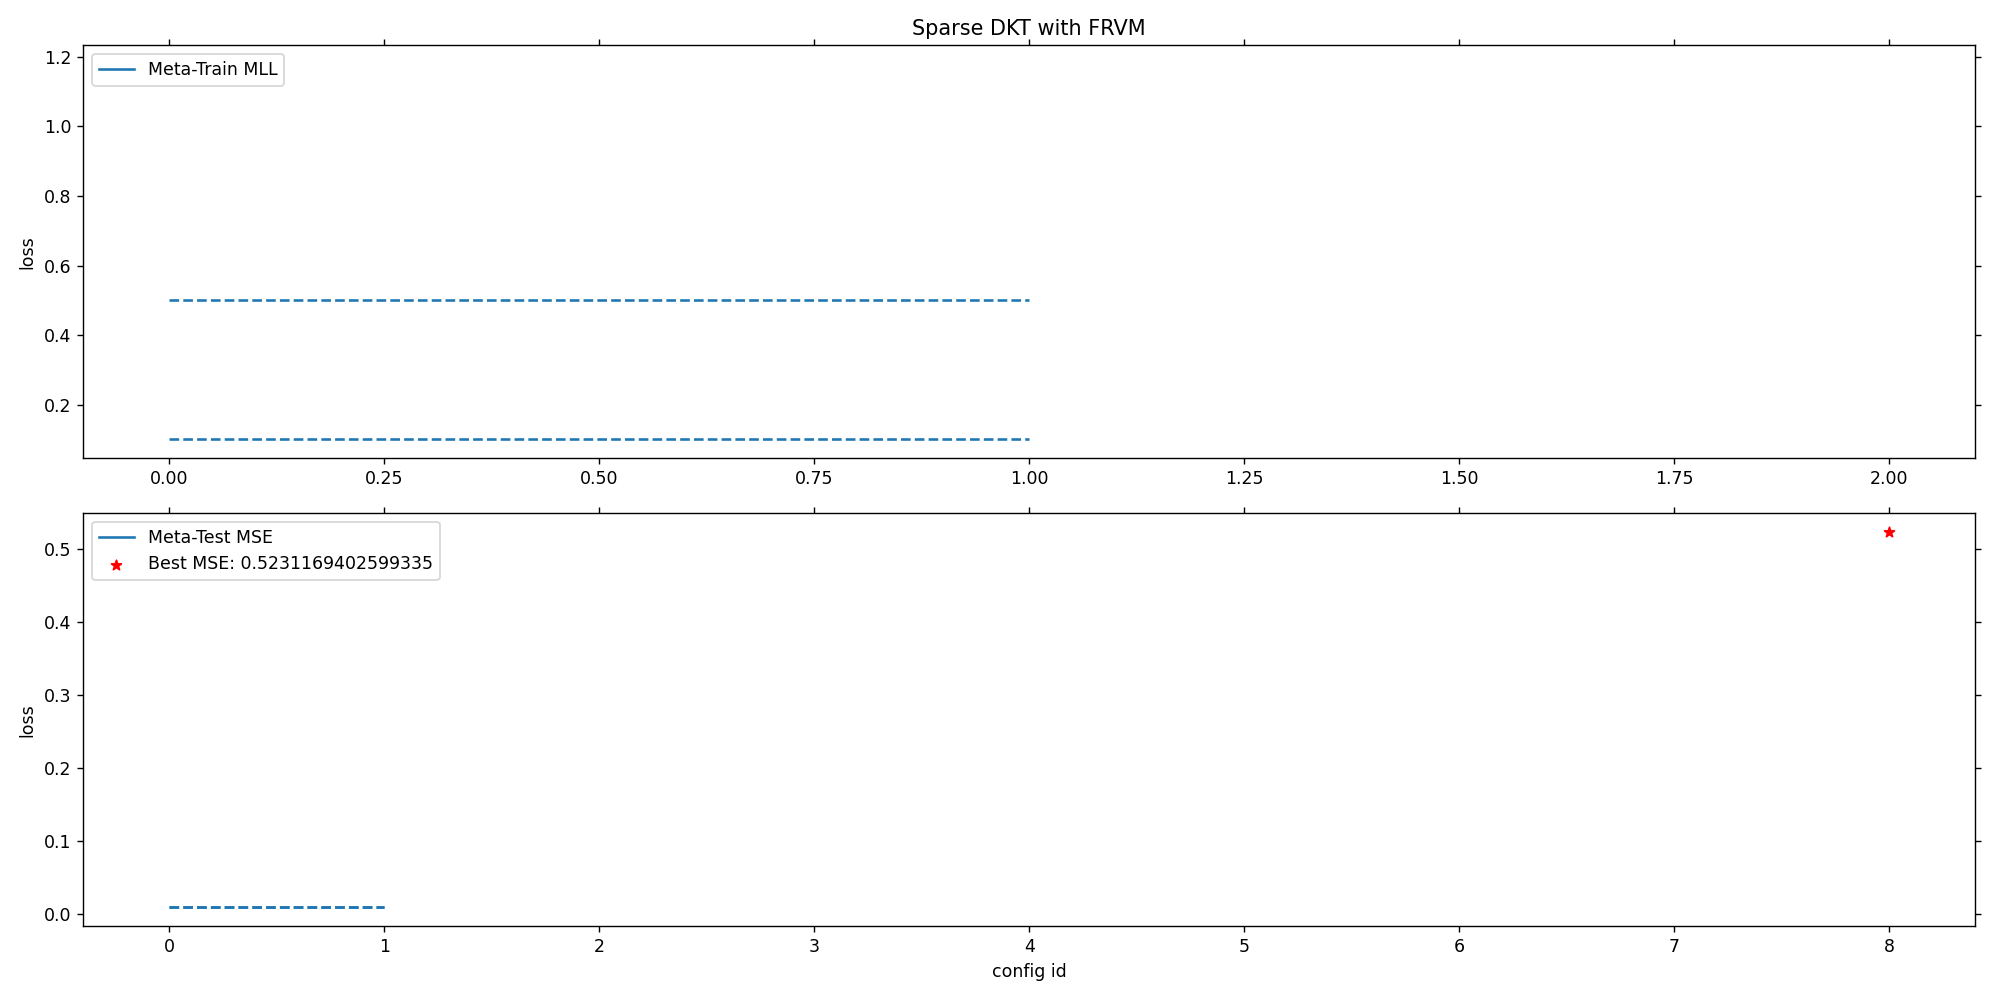 Sparse DKT with FRVM
Meta-Train MLL
1.2
1.0
0.8
0.6
0.4
0.2
loss
0.00 0.25 0.50 0.75 1.00 1.25 1.50 1.75 2.00
Meta-Test MSE
Best MSE: 0.5231169402599335
0.5
0.4
0.3
0.2
0.1
0.0
loss
0 1 2 3 4 5 6 7 8
config id